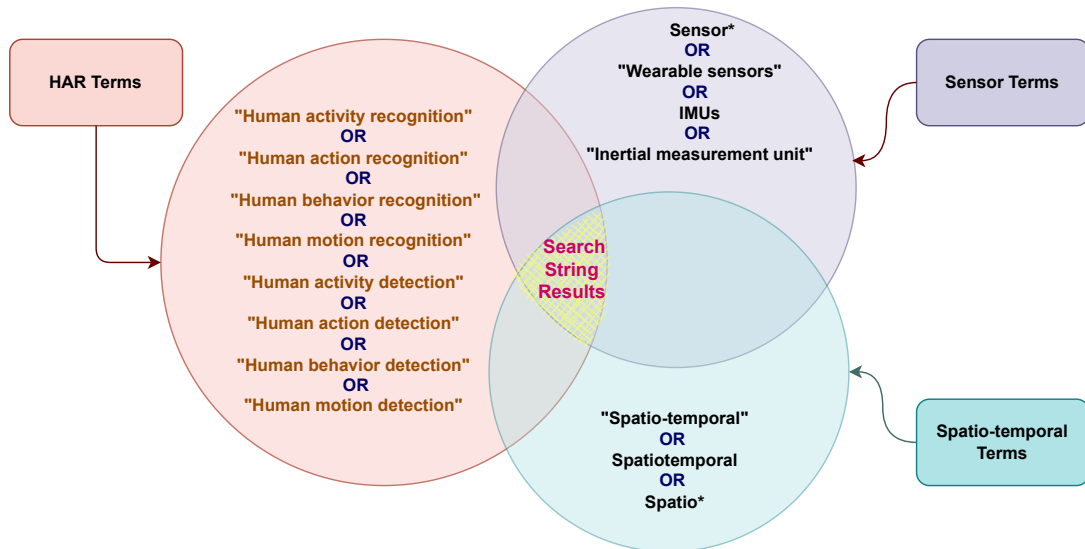 HAR Terms
"Human activity recognition"
OR
"Human action recognition"
OR
"Human behavior recognition"
OR
"Human motion recognition"
OR
"Human activity detection"
OR
"Human action detection"
OR
"Human behavior detection"
OR
"Human motion detection"
Sensor*
OR
"Wearable sensors"
OR
IMUs
OR
"Inertial measurement unit"
Sensor Terms
Search
String
Results
"Spatio-temporal"
OR
Spatiotemporal
OR
Spatio*
Spatio-temporal
Terms